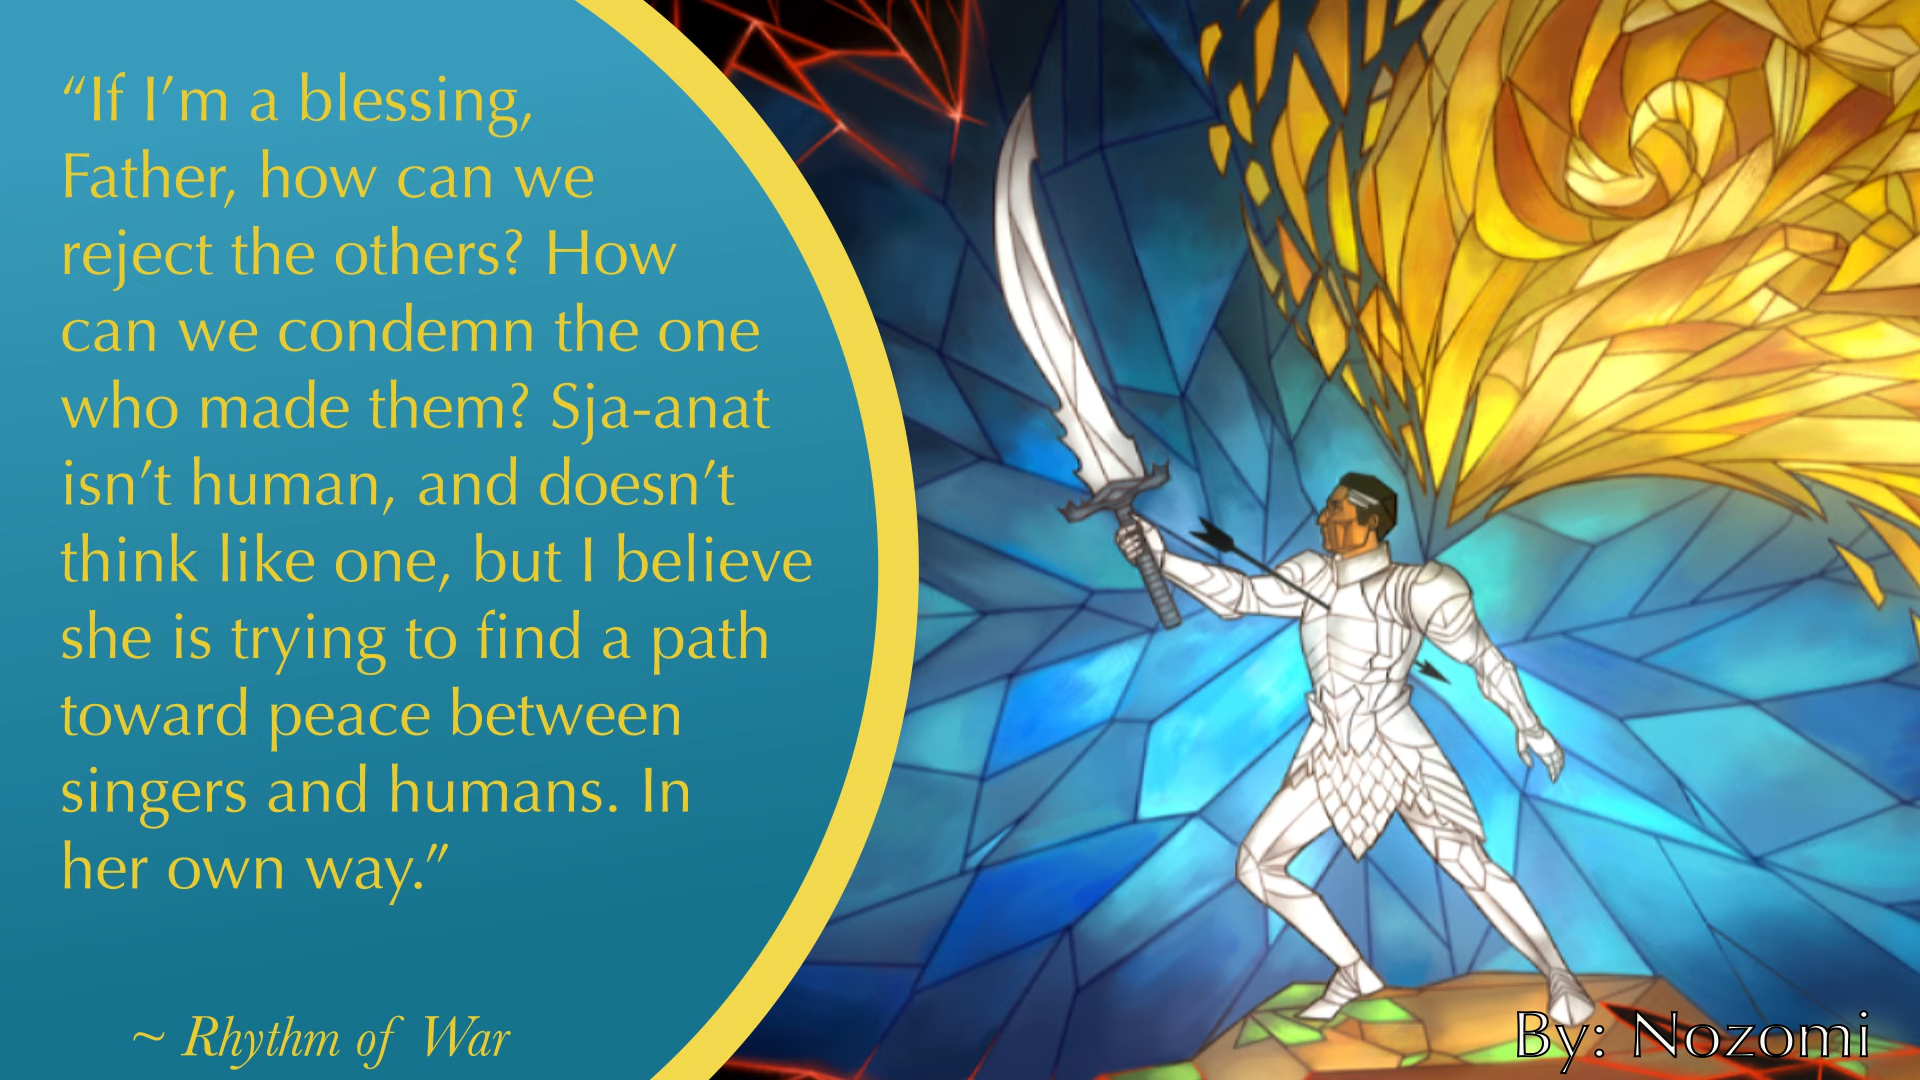 “If I’m a blessing,
Father, how can we
reject the others? How
can we condemn the one
who made them? Sja-anat
isn’t human, and doesn’t
think like one, but I believe
she is trying to find a path
toward peace between
singers and humans. In
her own way.”
~ Rhythm of War
By: Nozomi